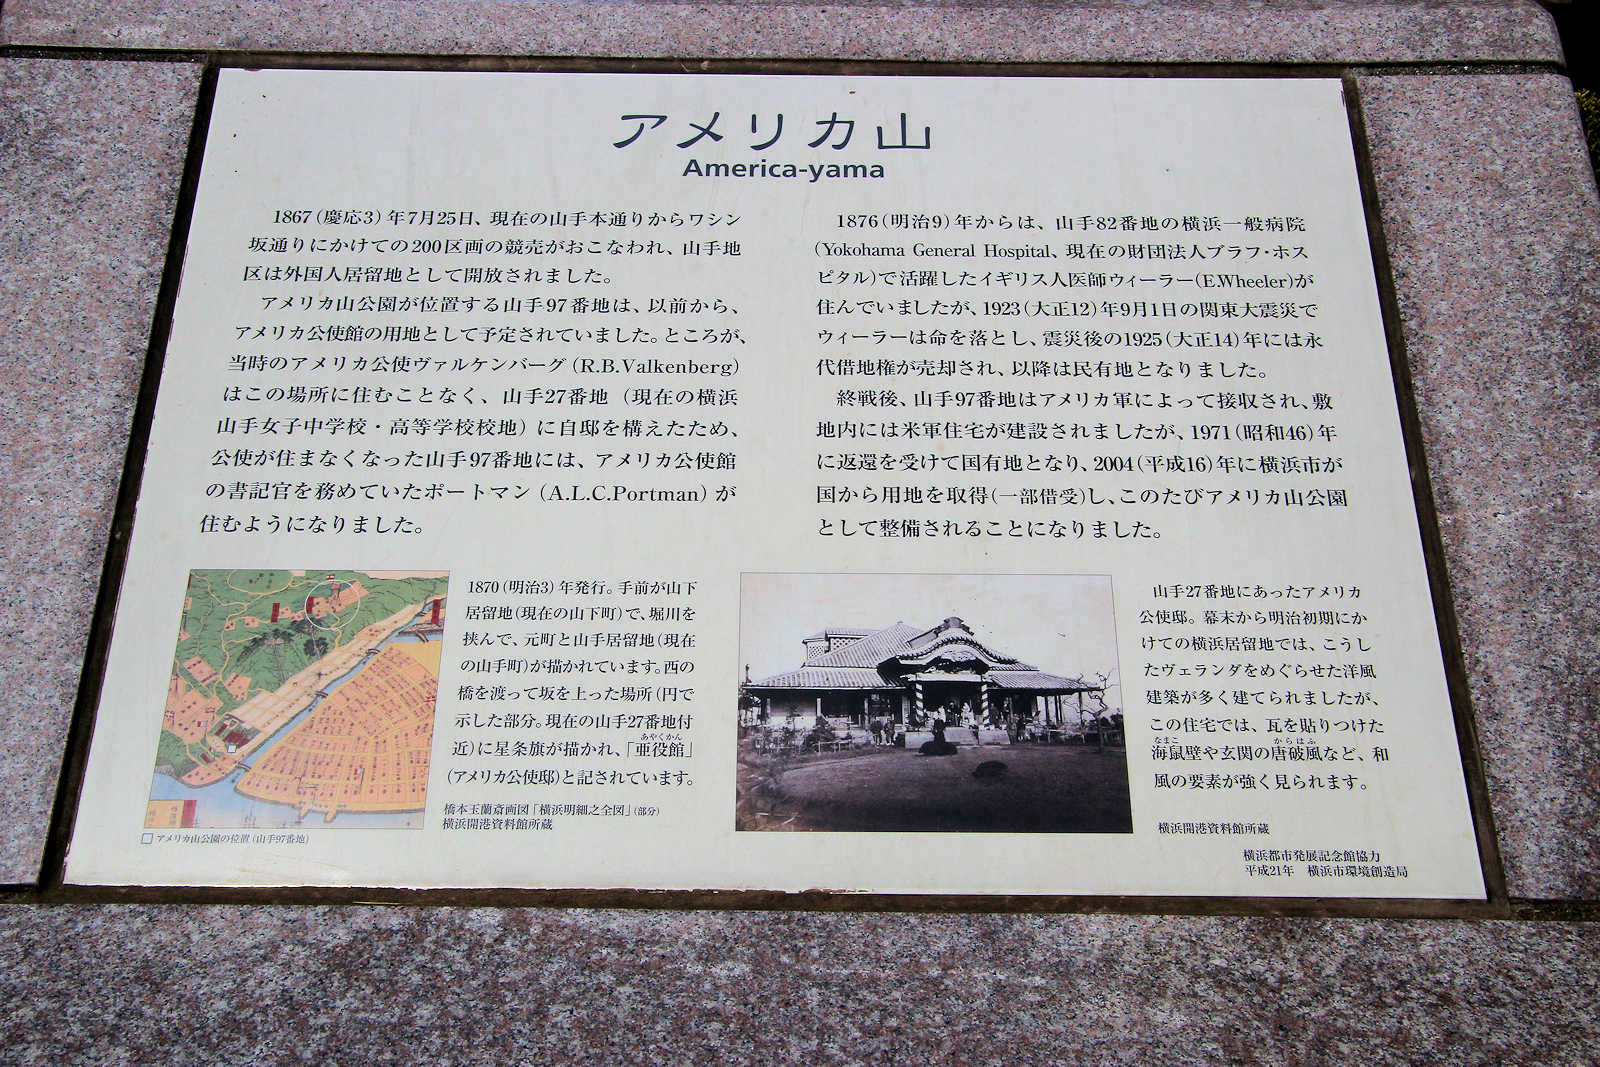 アメリカ山
America-yama
1867(慶応3)年7月25日、現在の山手本通りからワシン
坂通りにかけての200区画の競売がおこなわれ、山手地
区は外国人居留地として開放されました。
アメリカ山公園が位置する山手97番地は、以前から、
アメリカ公使館の用地として予定されていました。ところが、
当時のアメリカ公使ヴァルケンバーグ(R.B.Valkenberg)
はこの場所に住むことなく、山手27番地(現在の横浜
山手女子中学校・高等学校校地)に自邸を構えたため、
公使が住まなくなった山手97番地には、アメリカ公使館
の書記官を務めていたポートマン(A.L.C.Portman)が
住むようになりました。
1876(明治9)年からは、山手82番地の横浜一般病院
(Yokohama General Hospital、現在の財団法人ブラフ・ホス
ピタル)で活躍したイギリス人医師ウィーラー(E.Wheeler)が
住んでいましたが、1923(大正12)年9月1日の関東大震災で
ウィーラーは命を落とし、震災後の1925(大正14)年には永
代借地権が売却され、以降は民有地となりました。
終戦後、山手97番地はアメリカ軍によって接収され、敷
地内には米軍住宅が建設されましたが、1971(昭和46)年
に返還を受けて国有地となり、2004(平成16)年に横浜市が
国から用地を取得(一部借受)し、このたびアメリカ山公園
として整備されることになりました。
1870(明治3)年発行。手前が山下
居留地(現在の山下町)で、堀川を
挟んで、元町と山手居留地(現在
の山手町)が描かれています。西の
橋を渡って坂を上った場所(円で
示した部分。現在の山手27番地付
近)に星条旗が描かれ、「亜役館」
あやくかん
(アメリカ公使邸)と記されています。
橋本玉蘭斎画図「横浜明細之全図」(部分)
横浜開港資料館所蔵
□アメリカ山公園の位置(山手97番地)
山手27番地にあったアメリカ
公使邸。幕末から明治初期にか
けての横浜居留地では、こうし
たヴェランダをめぐらせた洋風
建築が多く建てられましたが、
この住宅では、瓦を貼りつけた
なまこ からはふ
海鼠壁や玄関の唐破風など、和
風の要素が強く見られます。
横浜開港資料館所蔵
横浜都市発展記念館協力
平成21年 横浜市環境創造局